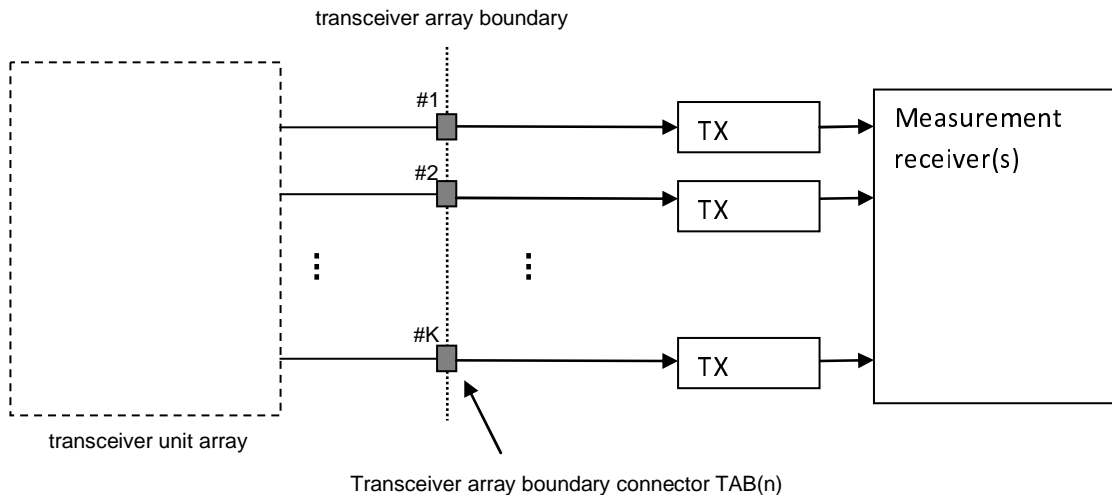 transceiver array boundary
#1
TX
Measurement
receiver(s)
#2
TX
#K
TX
transceiver unit array
Transceiver array boundary connector TAB(n)